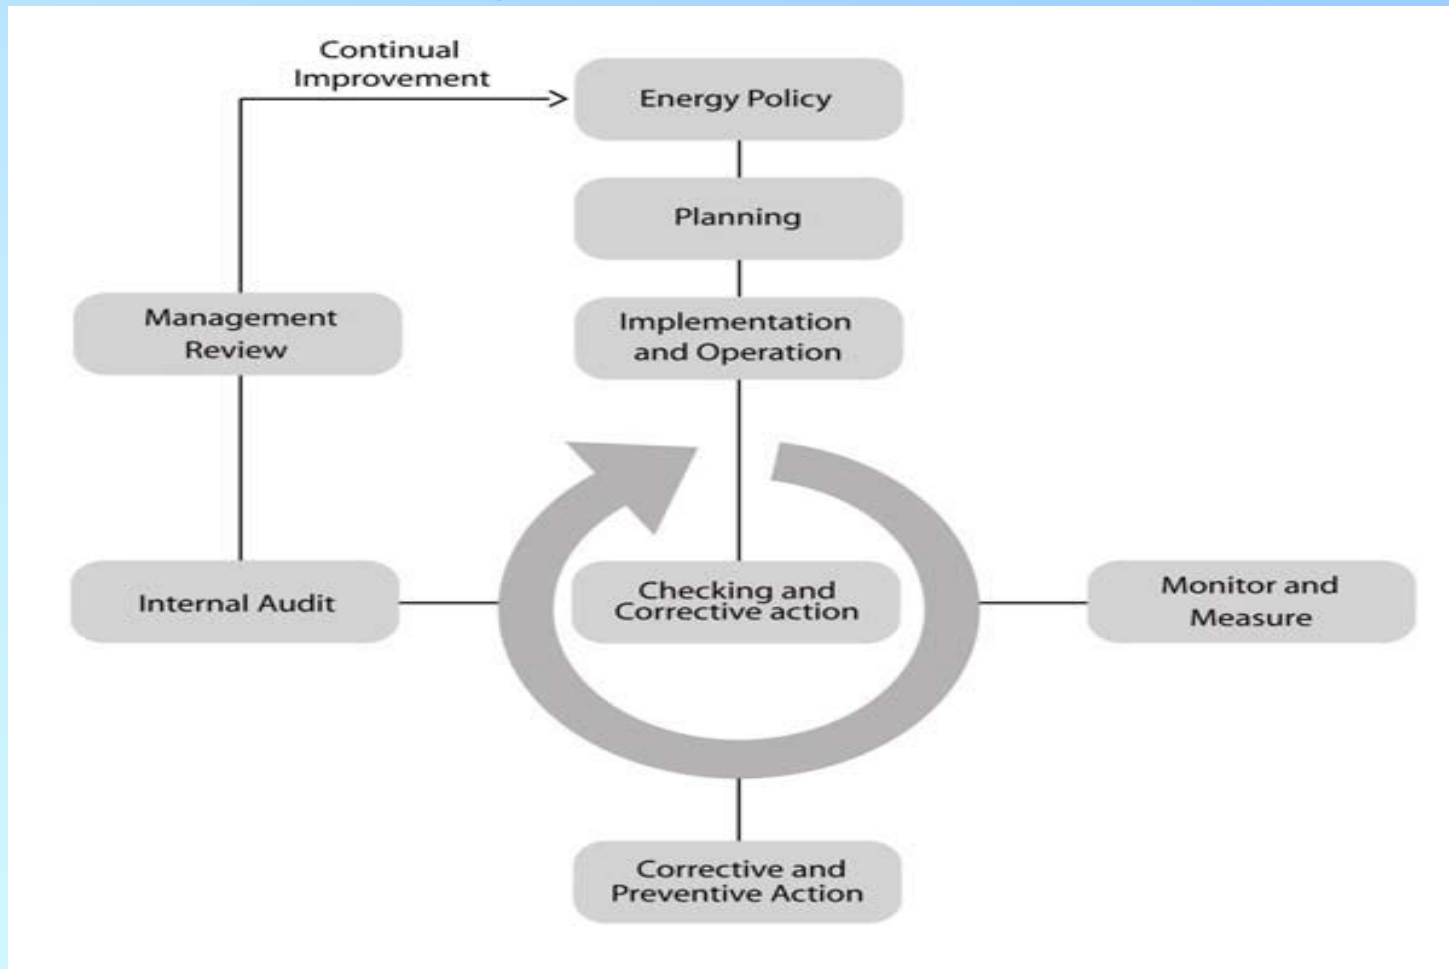 Continual
Improvement
Energy Policy
Planning
Management
Review
Implementation
and Operation
Internal Audit
Checking and
Corrective action
Monitor and
Measure
Corrective and
Preventive Action